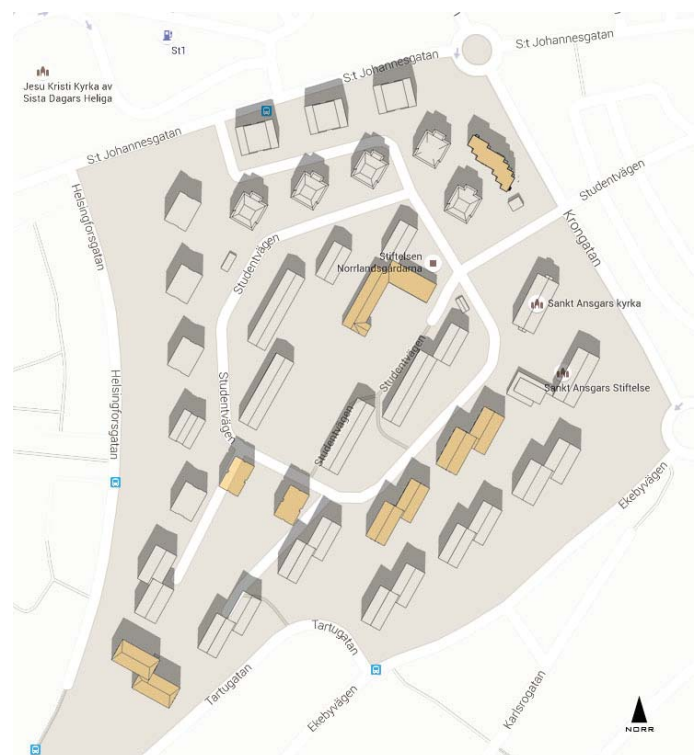 St1
S:t Johannesgatan
S:t Johannesgatan
Jesu Kristi Kyrka av
Sista Dagars Heliga
S:t Johannesgatan
Helsingforsgatan
Studentvägen
Krongatan
Studentvägen
Stiftelsen
Norrlandsgårdarna
Sankt Ansgars kyrka
Studentvägen
Helsingforsgatan
Studentvägen
Sankt Ansgars Stiftelse
Studentvägen
Ekebyvägen
Tartugatan
Tartugatan
Ekebyvägen
Karlsrogatan
NORR